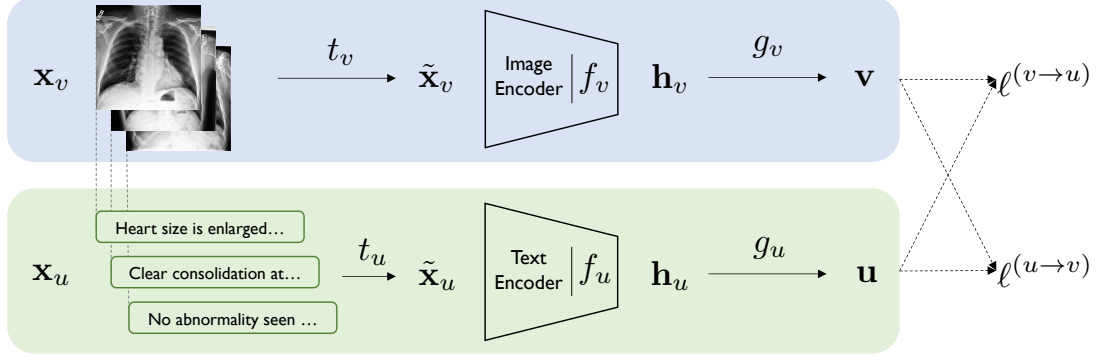 x_v
t_v
x̃_v
Image
Encoder
f_v
h_v
g_v
v
ℓ^(v→u)
x_u
Heart size is enlarged…
Clear consolidation at…
No abnormality seen …
t_u
x̃_u
Text
Encoder
f_u
h_u
g_u
u
ℓ^(u→v)